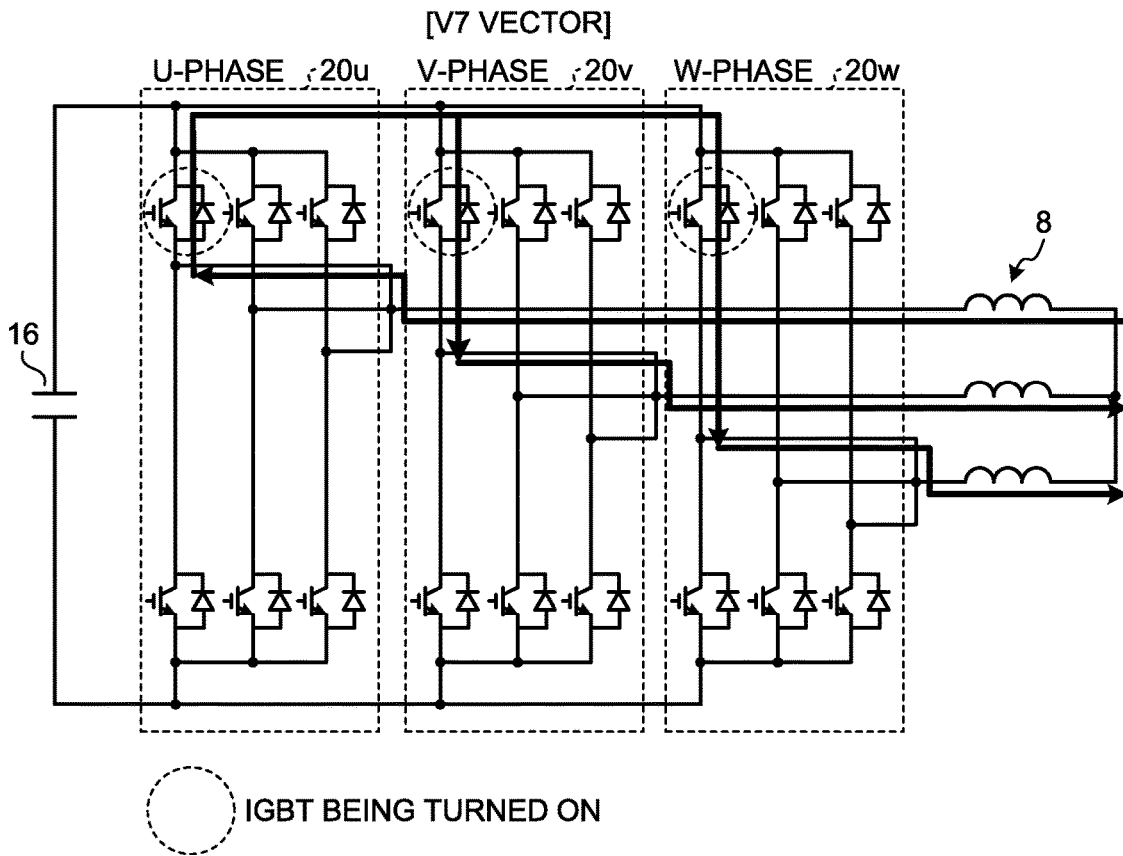 [V7 VECTOR]
U-PHASE 20u V-PHASE 20v W-PHASE 20w
8
16
IGBT BEING TURNED ON